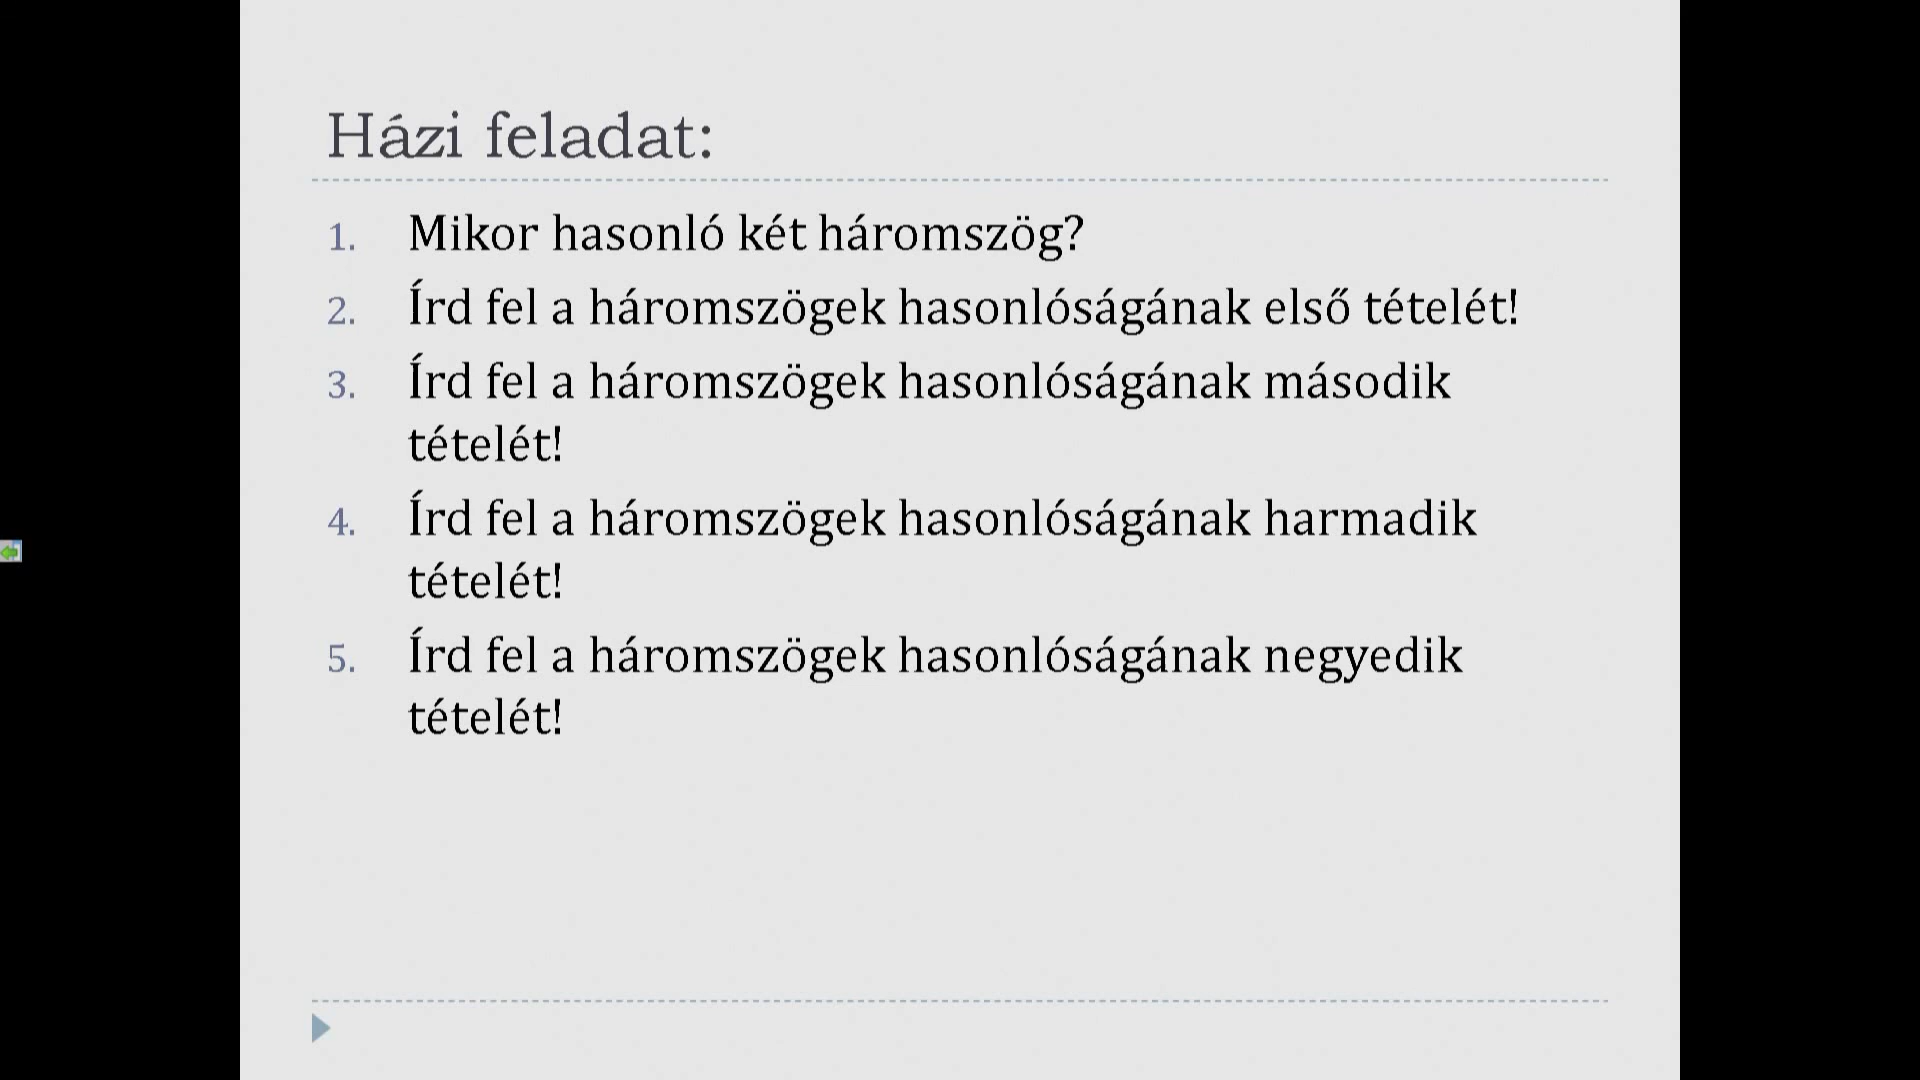 Házi feladat:
1. Mikor hasonló két háromszög?
2. Írd fel a háromszögek hasonlóságának első tételét!
3. Írd fel a háromszögek hasonlóságának második
tételét!
4. Írd fel a háromszögek hasonlóságának harmadik
tételét!
5. Írd fel a háromszögek hasonlóságának negyedik
tételét!